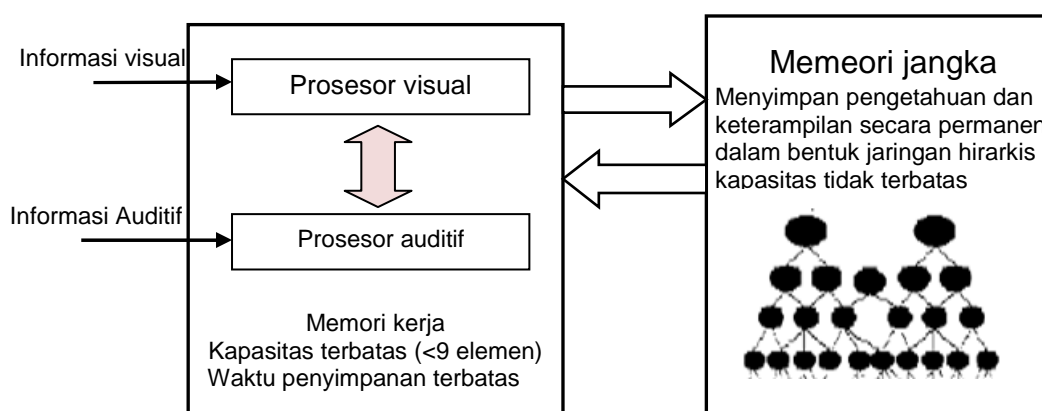 Informasi visual
Prosesor visual
Informasi Auditif
Prosesor auditif
Memori kerja
Kapasitas terbatas (<9 elemen)
Waktu penyimpanan terbatas
Memeori jangka
Menyimpan pengetahuan dan
keterampilan secara permanen
dalam bentuk jaringan hirarkis
kapasitas tidak terbatas